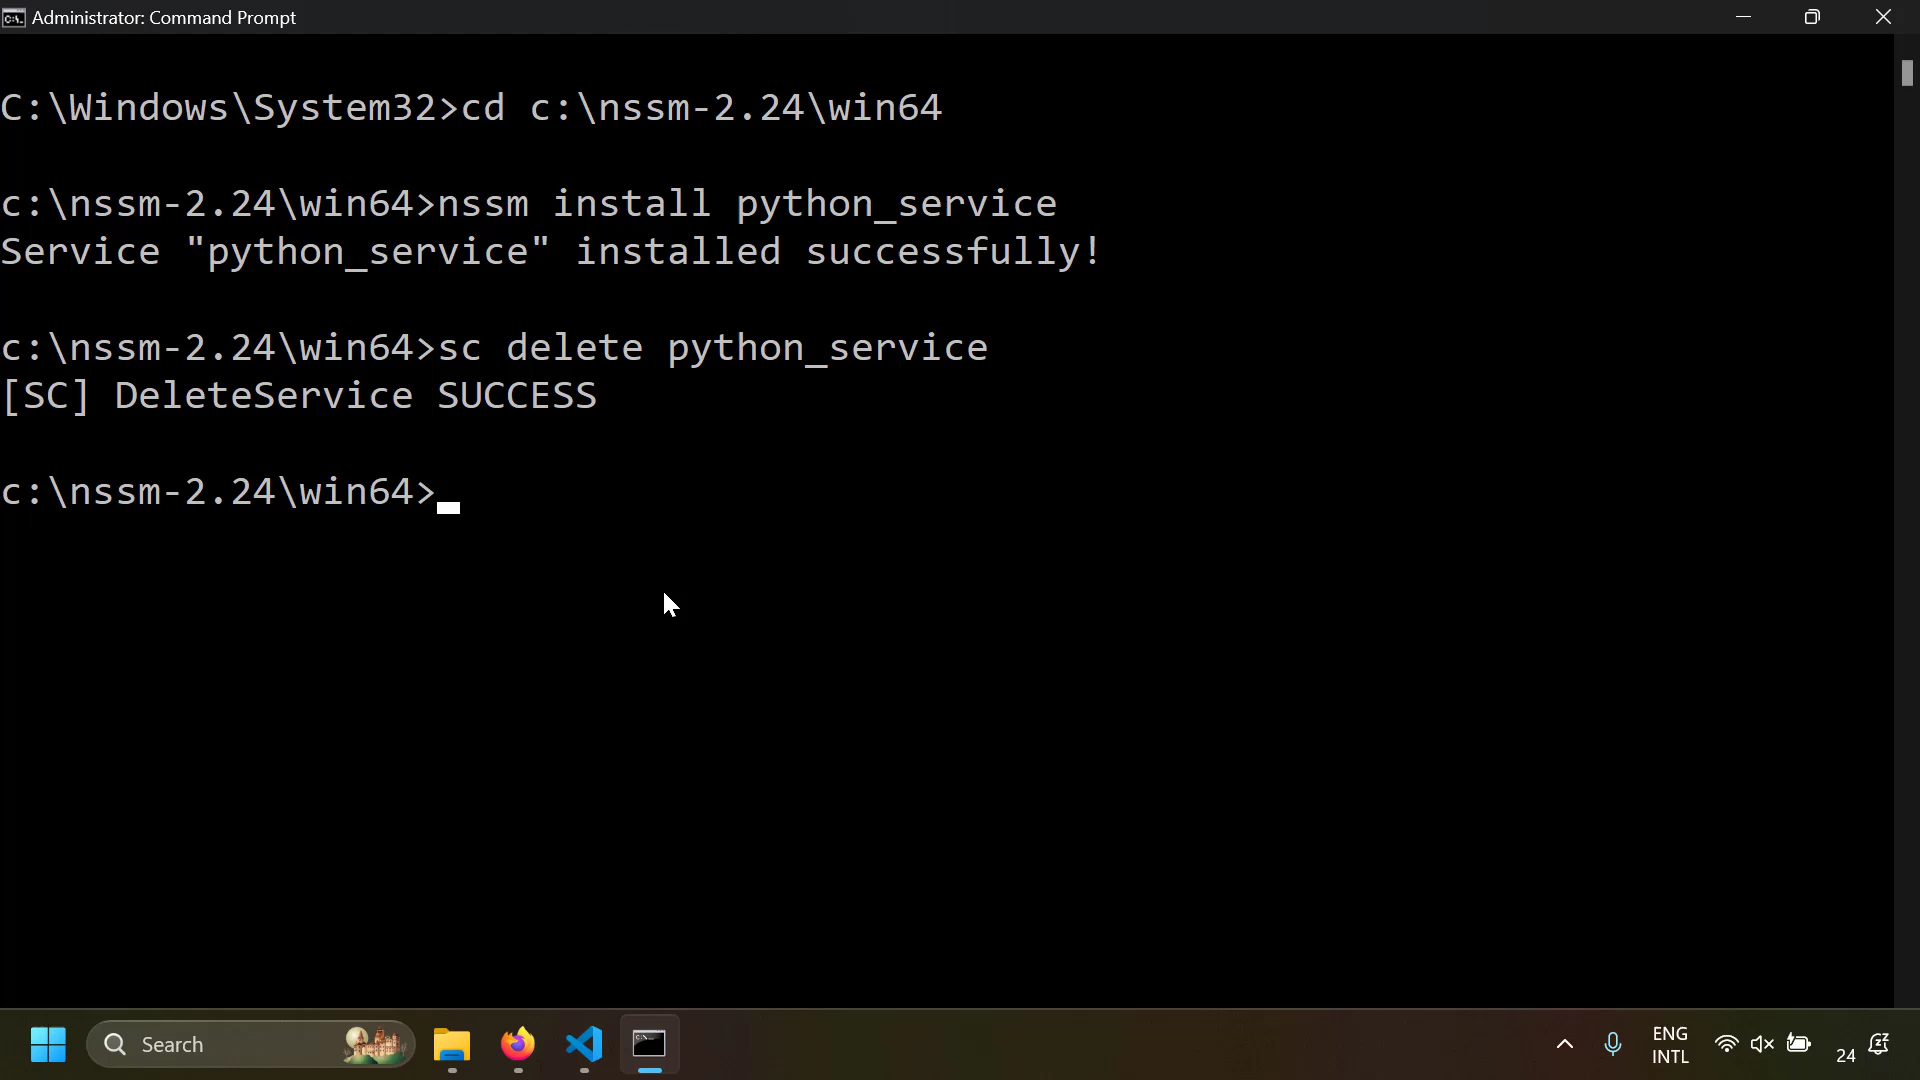 Administrator: Command Prompt
C:\Windows\System32>cd c:\nssm-2.24\win64
c:\nssm-2.24\win64>nssm install python_service
Service "python_service" installed successfully!
c:\nssm-2.24\win64>sc delete python_service
[SC] DeleteService SUCCESS
c:\nssm-2.24\win64>
Search
ENG
INTL
24